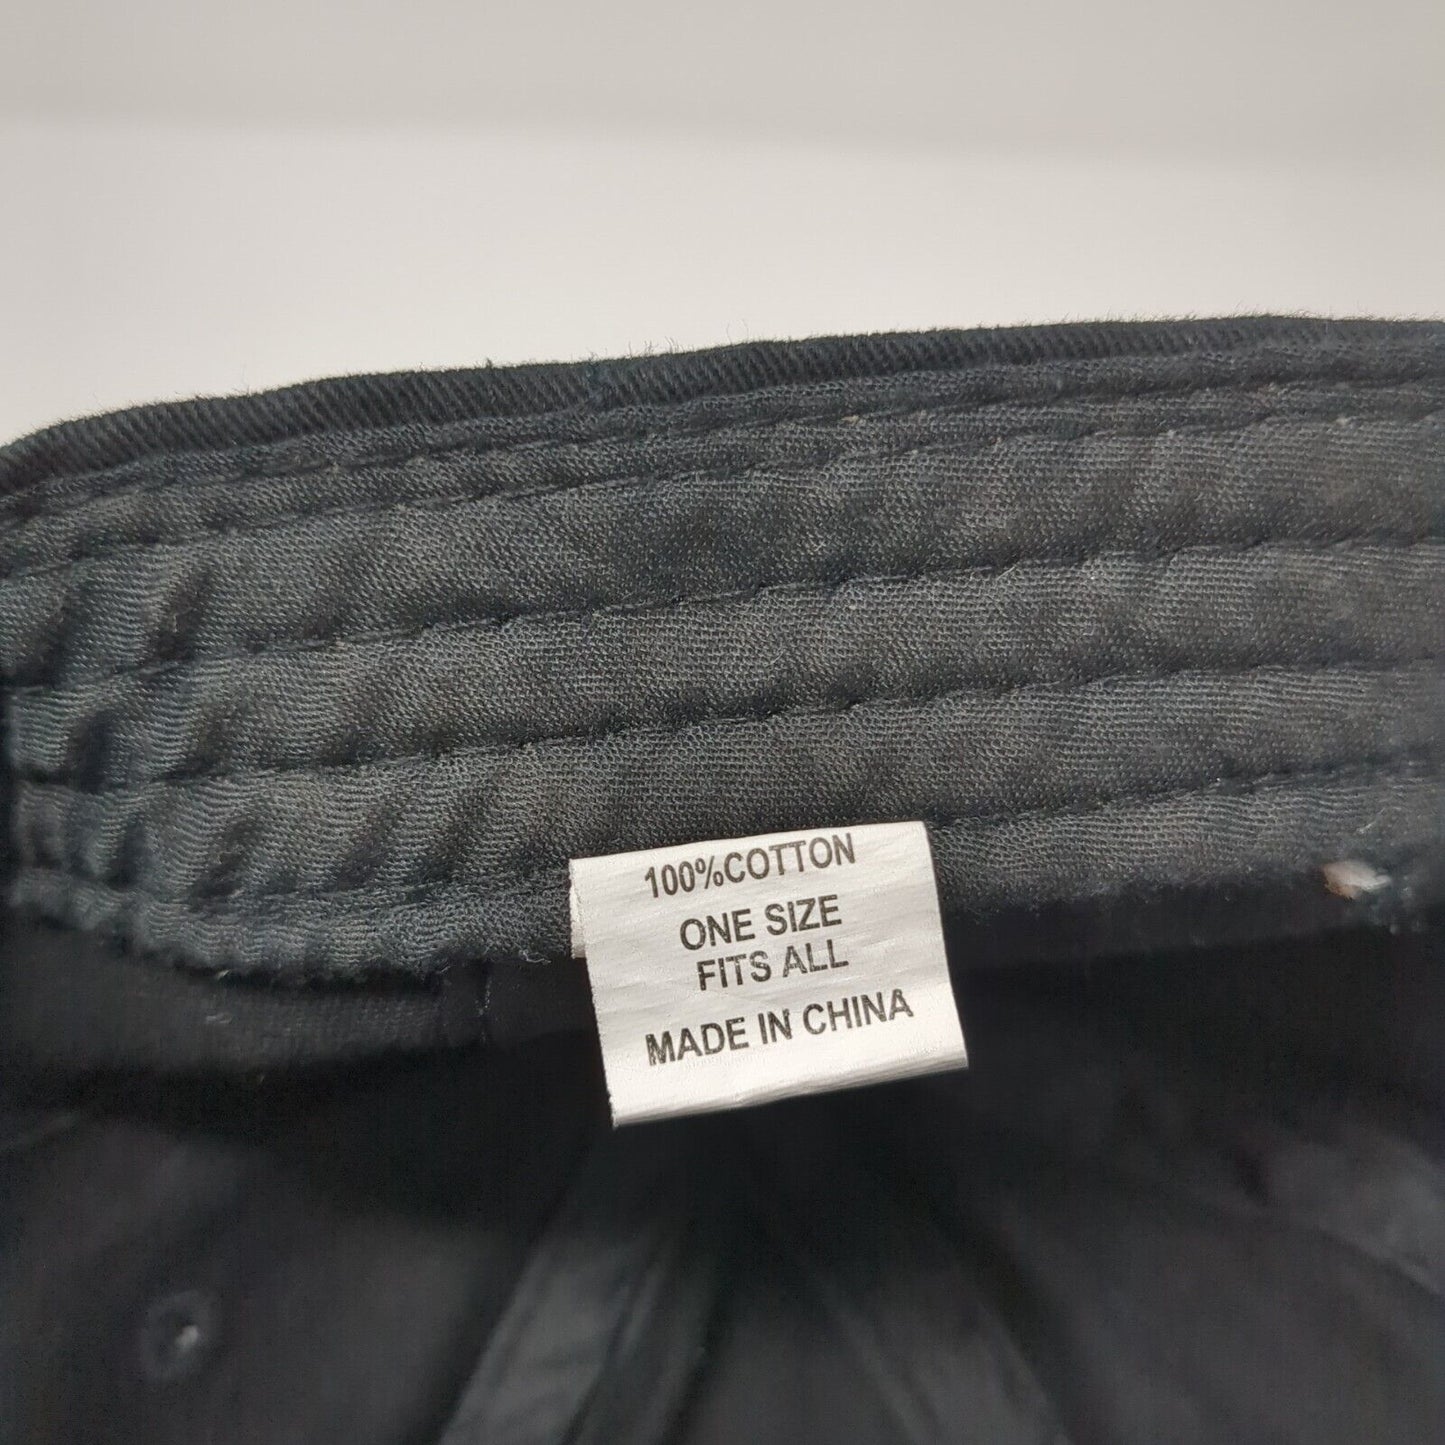 100%COTTON
ONE SIZE
FITS ALL
MADE IN CHINA